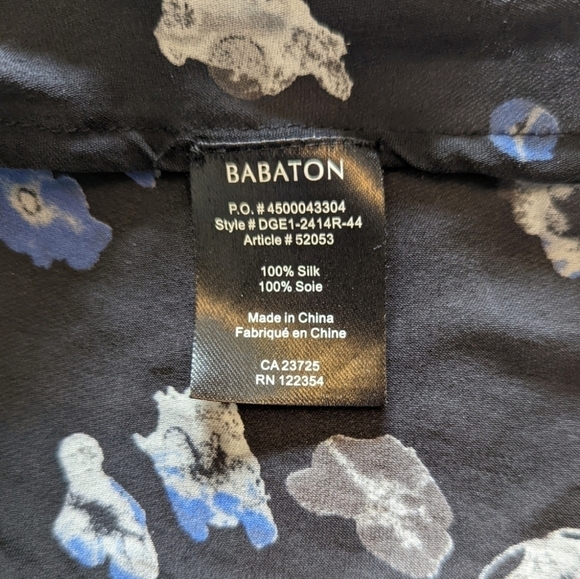 BABATON
P.O. # 4500043304
Style # DGE1-2414R-44
Article # 52053
100% Silk
100% Soie
Made in China
Fabriqué en Chine
CA 23725
RN 122354